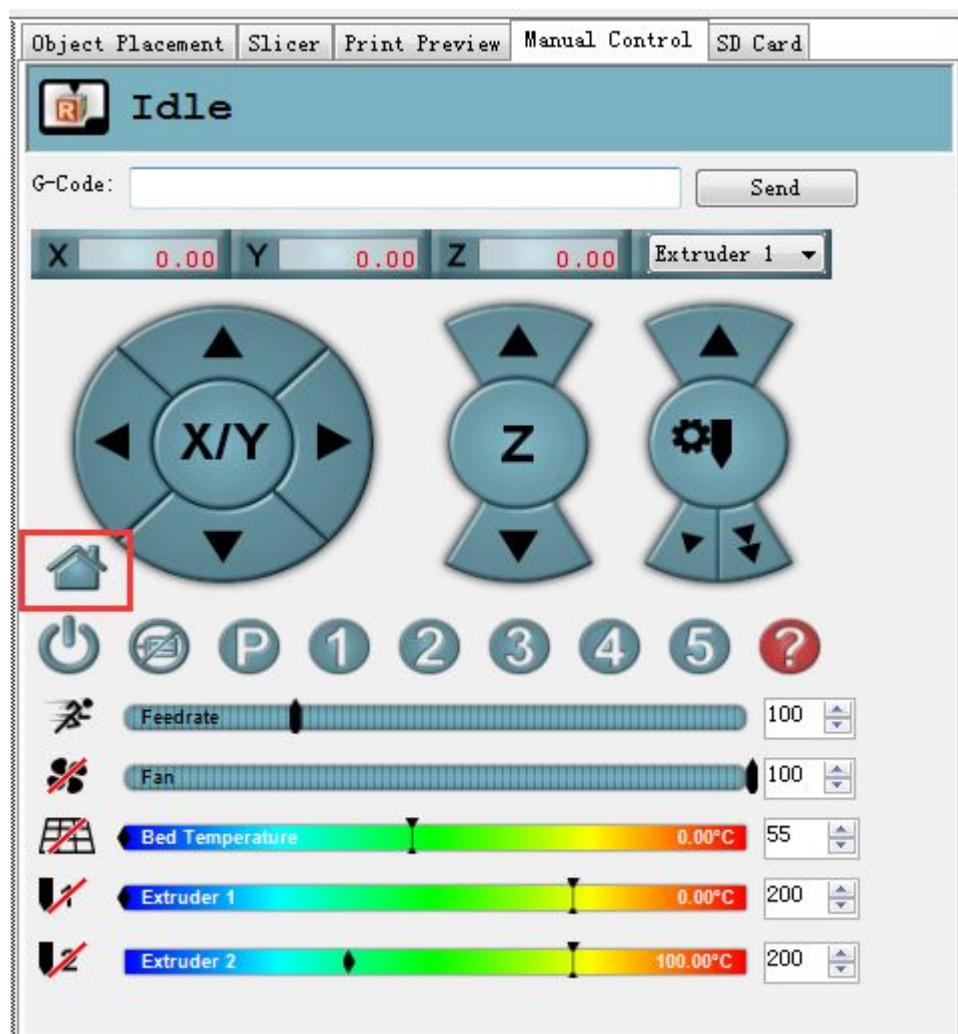 Object Placement Slicer Print Preview Manual Control SD Card
R Idle
G-Code: Send
X 0.00 Y 0.00 Z 0.00 Extruder 1
X/Y Z
P 1 2 3 4 5 ?
Feedrate 100
Fan 100
Bed Temperature 0.00°C 55
1 Extruder 1 0.00°C 200
2 Extruder 2 100.00°C 200